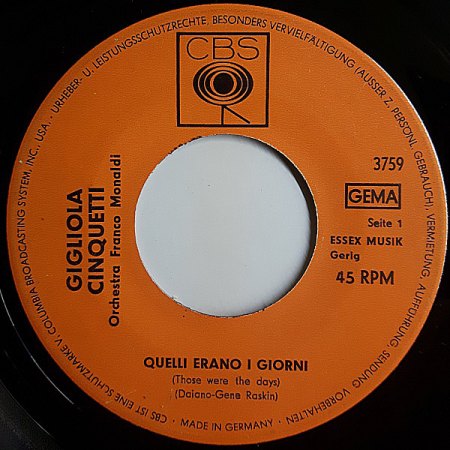 CBS
3759
GEMA
Seite 1
ESSEX MUSIK
Gerig
45 RPM
GIGLIOLA
CINQUETTI
Orchestra Franco Monaldi
QUELLI ERANO I GIORNI
(Those were the days)
(Daiano-Gene Raskin)
CBS IST EINE SCHUTZMARKE V. COLUMBIA BROADCASTING SYSTEM, INC., USA. · URHEBER- U. LEISTUNGSSCHUTZRECHTE, BESONDERS VERVIELFÄLTIGUNG (AUSSER Z. PERSÖNL. GEBRAUCH), VERMIETUNG, AUFFÜHRUNG, SENDUNG VORBEHALTEN
· MADE IN GERMANY ·